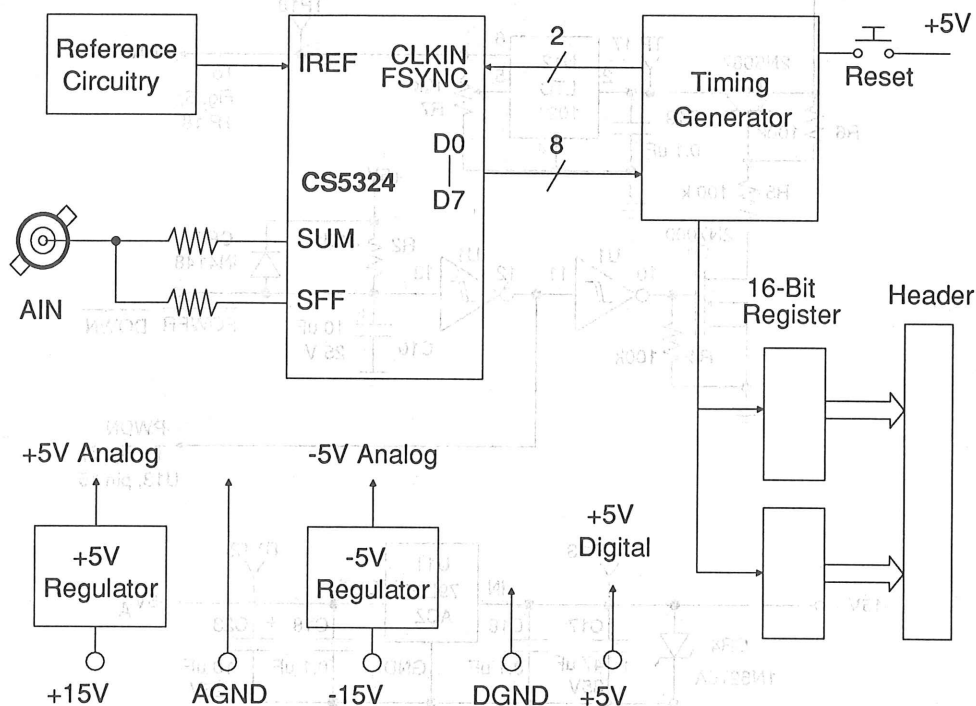 Reference
Circuitry
IREF
CLKIN
FSYNC
2
Timing
Generator
+5V
Reset
D0
D7
8
CS5324
SUM
SFF
AIN
16-Bit
Register
Header
+5V Analog
-5V Analog
+5V
Digital
+5V
Regulator
-5V
Regulator
+15V
AGND
-15V
DGND
+5V